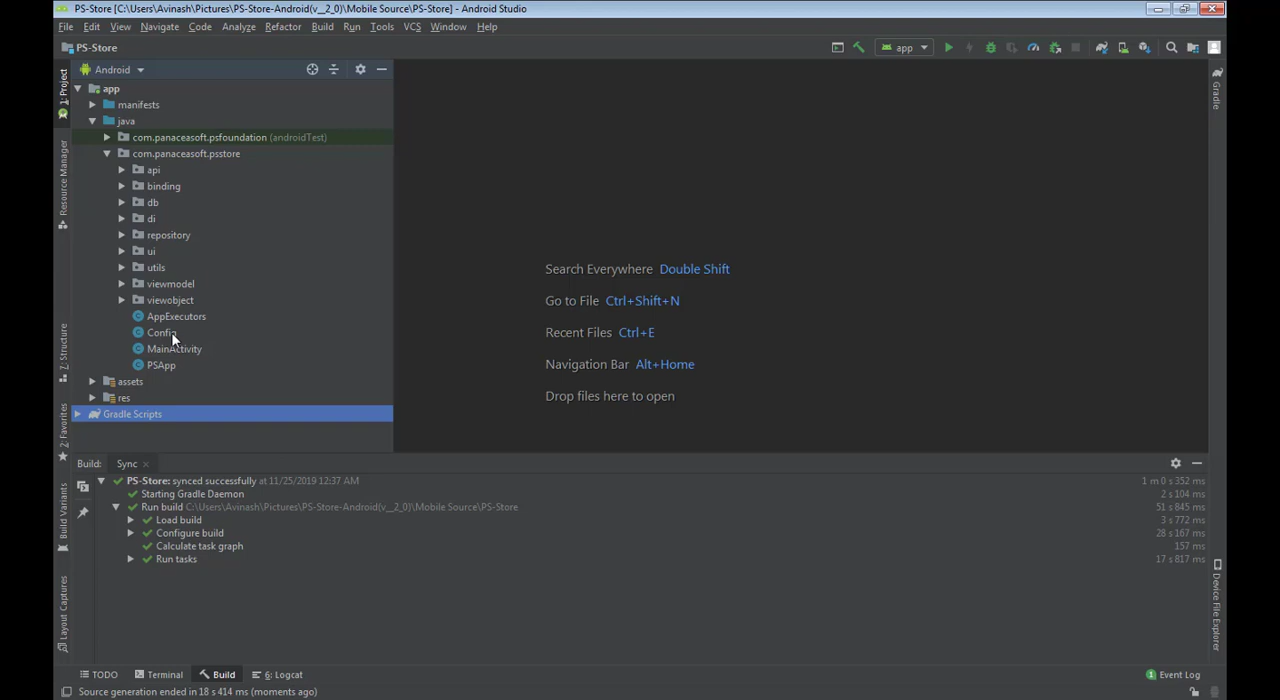 PS-Store [C:\Users\Avinash\Pictures\PS-Store-Android(v__2_0)\Mobile Source\PS-Store] - Android Studio
File Edit View Navigate Code Analyze Refactor Build Run Tools VCS Window Help
PS-Store
app
Android
1: Project
Resource Manager
7: Structure
2: Favorites
Build Variants
Layout Captures
app
manifests
java
com.panaceasoft.psfoundation (androidTest)
com.panaceasoft.psstore
api
binding
db
di
repository
ui
utils
viewmodel
viewobject
AppExecutors
Config
MainActivity
PSApp
assets
res
Gradle Scripts
Search Everywhere Double Shift
Go to File Ctrl+Shift+N
Recent Files Ctrl+E
Navigation Bar Alt+Home
Drop files here to open
Gradle
Device File Explorer
Build: Sync
PS-Store: synced successfully at 11/25/2019 12:37 AM 1 m 0 s 352 ms
Starting Gradle Daemon 2 s 104 ms
Run build C:\Users\Avinash\Pictures\PS-Store-Android(v__2_0)\Mobile Source\PS-Store 51 s 845 ms
Load build 3 s 772 ms
Configure build 28 s 167 ms
Calculate task graph 157 ms
Run tasks 17 s 817 ms
TODO Terminal Build 6: Logcat 1 Event Log
Source generation ended in 18 s 414 ms (moments ago)